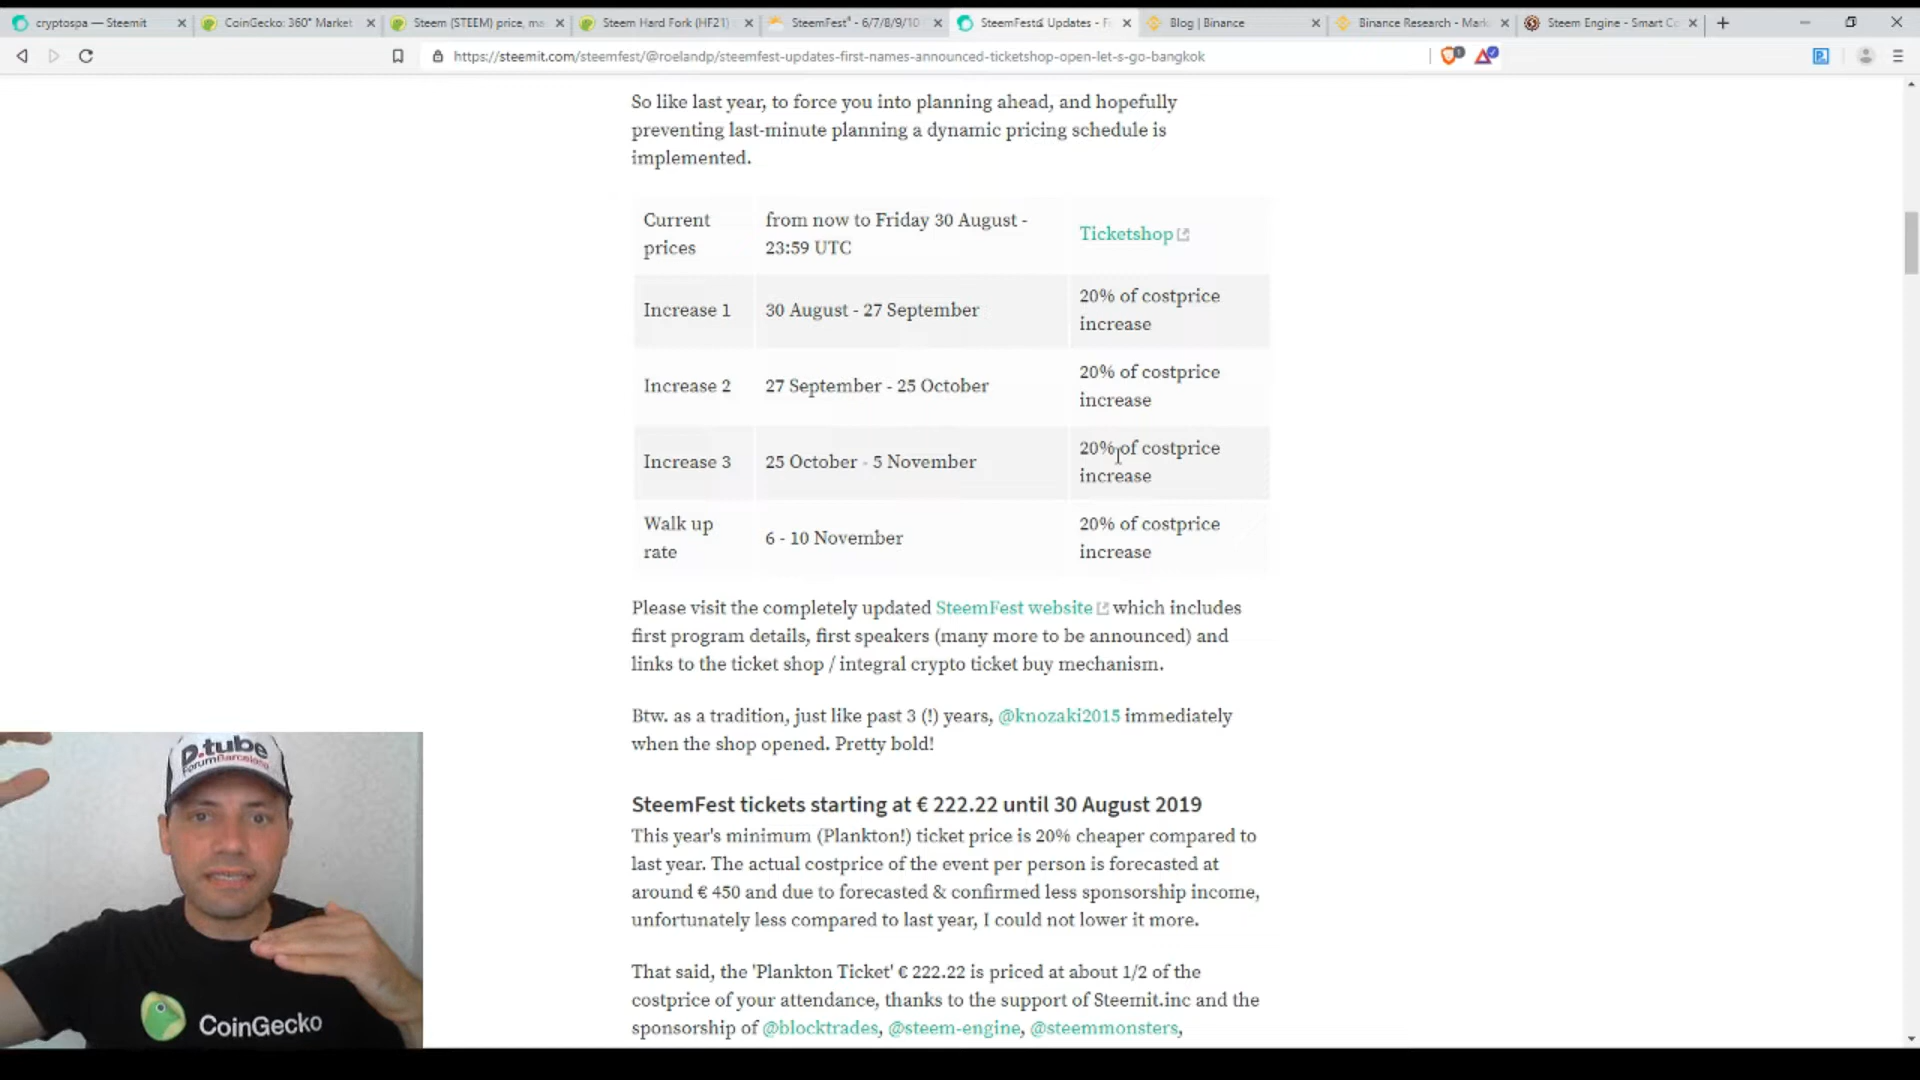 cryptospa — Steemit
CoinGecko: 360° Market
Steem (STEEM) price, ma
Steem Hard Fork (HF21)
SteemFest⁴ - 6/7/8/9/10
SteemFest⁴ Updates - F
Blog | Binance
Binance Research - Mark
Steem Engine - Smart Co
https://steemit.com/steemfest/@roelandp/steemfest-updates-first-names-announced-ticketshop-open-let-s-go-bangkok
So like last year, to force you into planning ahead, and hopefully
preventing last-minute planning a dynamic pricing schedule is
implemented.
Current prices
from now to Friday 30 August - 23:59 UTC
Ticketshop
Increase 1
30 August - 27 September
20% of costprice increase
Increase 2
27 September - 25 October
20% of costprice increase
Increase 3
25 October - 5 November
20% of costprice increase
Walk up rate
6 - 10 November
20% of costprice increase
Please visit the completely updated SteemFest website which includes
first program details, first speakers (many more to be announced) and
links to the ticket shop / integral crypto ticket buy mechanism.
Btw. as a tradition, just like past 3 (!) years, @knozaki2015 immediately
when the shop opened. Pretty bold!
SteemFest tickets starting at € 222.22 until 30 August 2019
This year's minimum (Plankton!) ticket price is 20% cheaper compared to
last year. The actual costprice of the event per person is forecasted at
around € 450 and due to forecasted & confirmed less sponsorship income,
unfortunately less compared to last year, I could not lower it more.
That said, the 'Plankton Ticket' € 222.22 is priced at about 1/2 of the
costprice of your attendance, thanks to the support of Steemit.inc and the
sponsorship of @blocktrades, @steem-engine, @steemmonsters,
D.tube
ForumBarcelona
CoinGecko